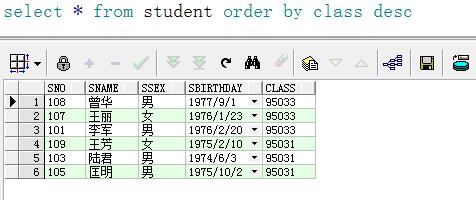 select * from student order by class desc
SNO SNAME SSEX SBIRTHDAY CLASS
1 108 曾华 男 1977/9/1 95033
2 107 王丽 女 1976/1/23 95033
3 101 李军 男 1976/2/20 95033
4 109 王芳 女 1975/2/10 95031
5 103 陆君 男 1974/6/3 95031
6 105 匡明 男 1975/10/2 95031